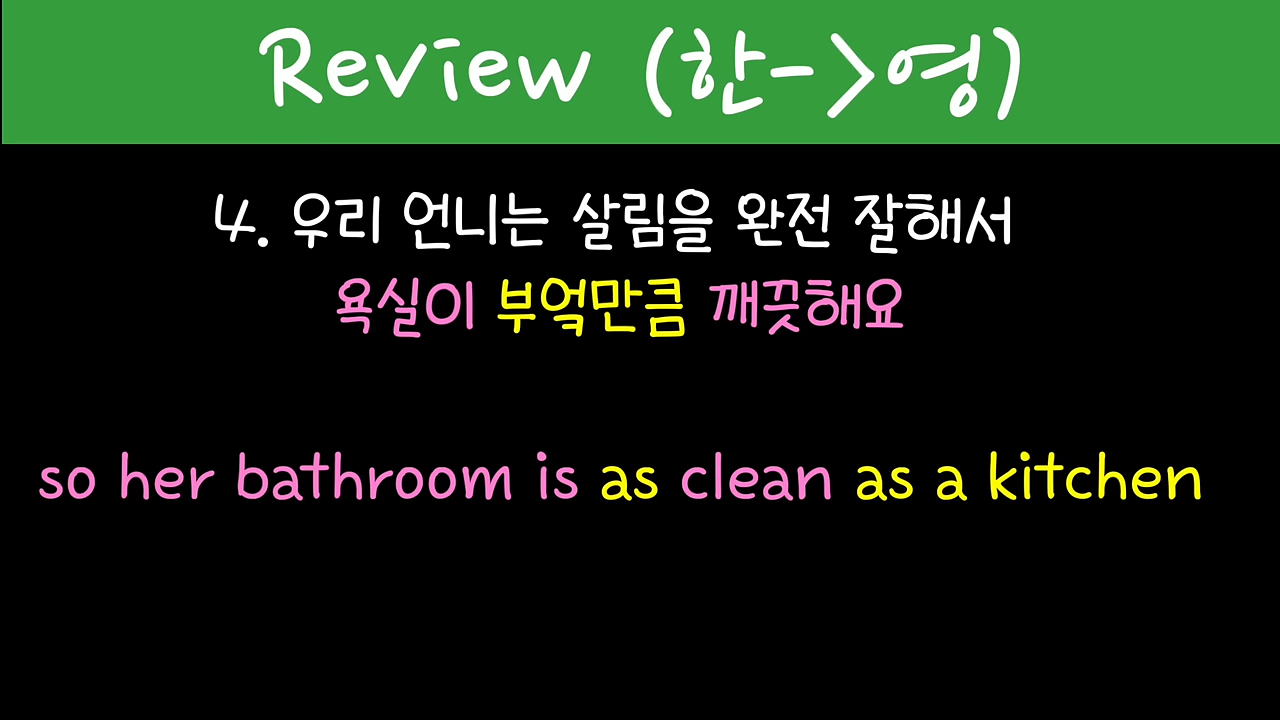 Review (한->영)
4. 우리 언니는 살림을 완전 잘해서
욕실이 부엌만큼 깨끗해요
so her bathroom is as clean as a kitchen